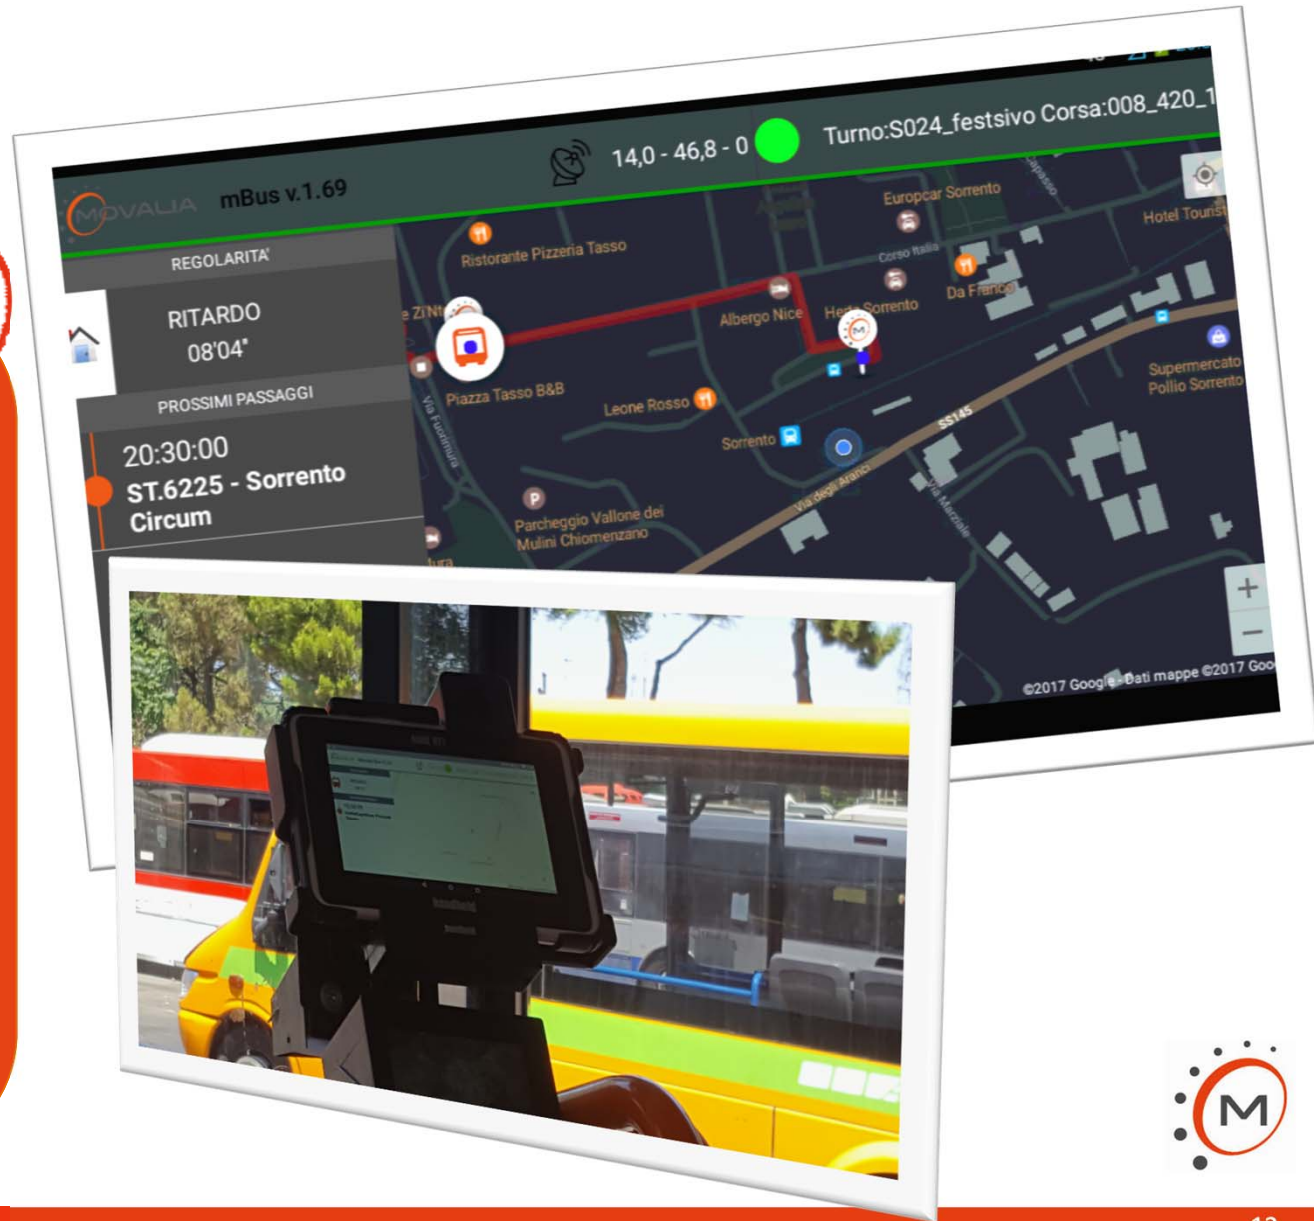 MOVALIA
mBus v.1.69
14,0 - 46,8 - 0
Turno:S024_festsivo Corsa:008_420_1
REGOLARITA'
RITARDO
08'04"
PROSSIMI PASSAGGI
20:30:00
ST.6225 - Sorrento
Circum
Ristorante Pizzeria Tasso
Europcar Sorrento
Capasso
Hotel Tourist
Corso Italia
Da Franco
Albergo Nice
Hertz Sorrento
Piazza Tasso B&B
Leone Rosso
Via Fuorimura
Sorrento
SS145
Supermercato
Pollio Sorrento
Via degli Aranci
Via Marziale
P
Parcheggio Vallone dei
Mulini Chiomenzano
+
−
©2017 Google - Dati mappe ©2017 Goo
handheld
M